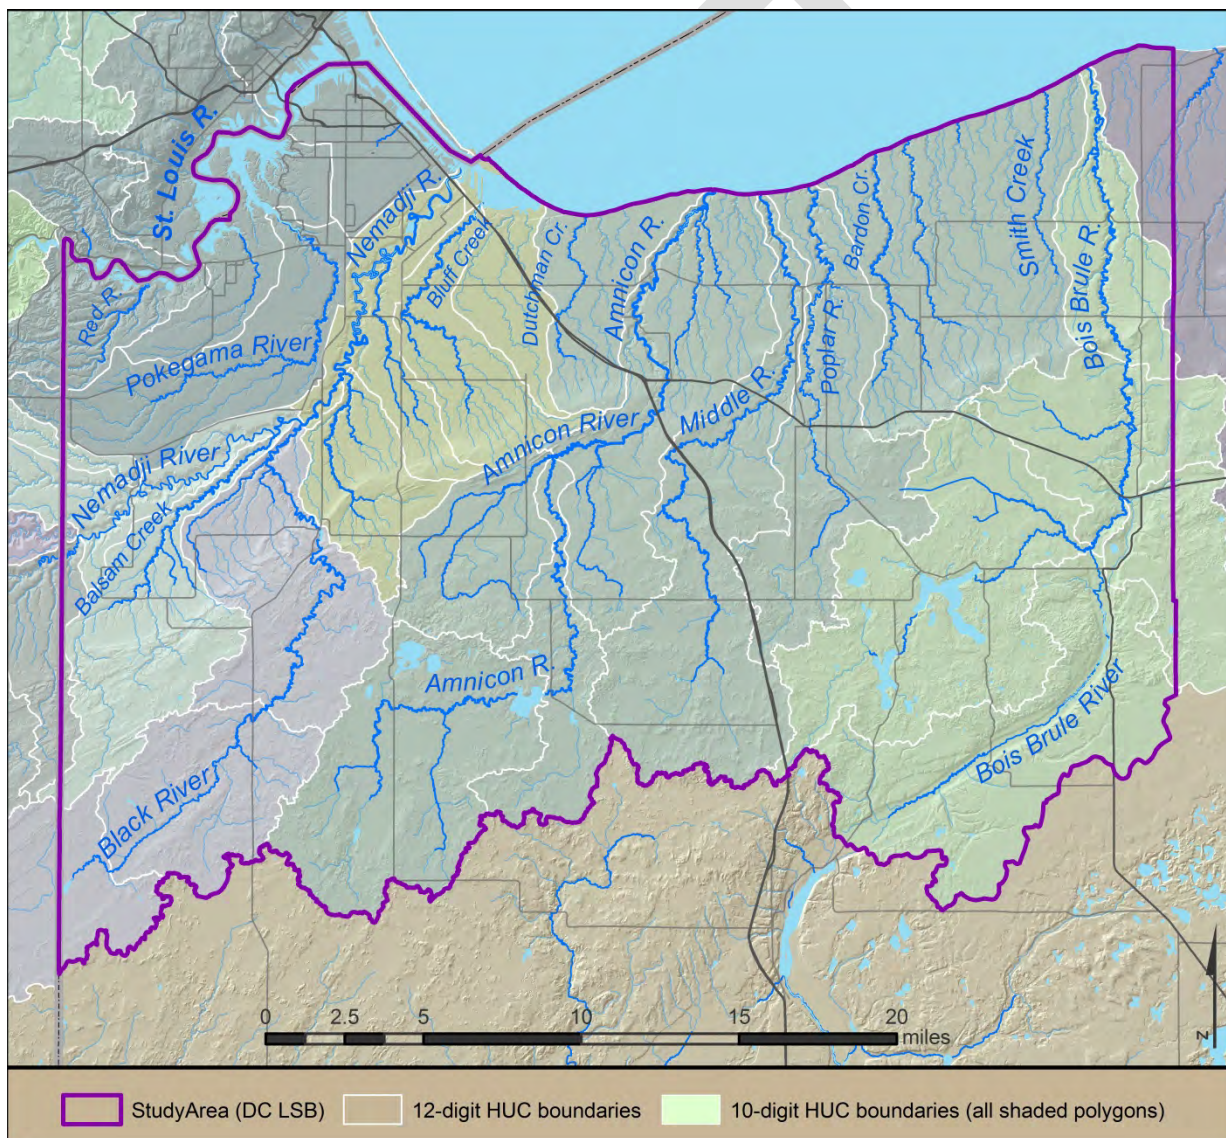 St. Louis R.
Nemadji R.
Bluff Creek
Dutchman Cr.
Amnicon R.
Bardon Cr.
Smith Creek
Bois Brule R.
Red R.
Pokegama River
Poplar R.
Middle R.
Amnicon River
Nemadji River
Balsam Creek
Amnicon R.
Bois Brule River
Black River
0 2.5 5 10 15 20
miles
N
StudyArea (DC LSB) 12-digit HUC boundaries 10-digit HUC boundaries (all shaded polygons)